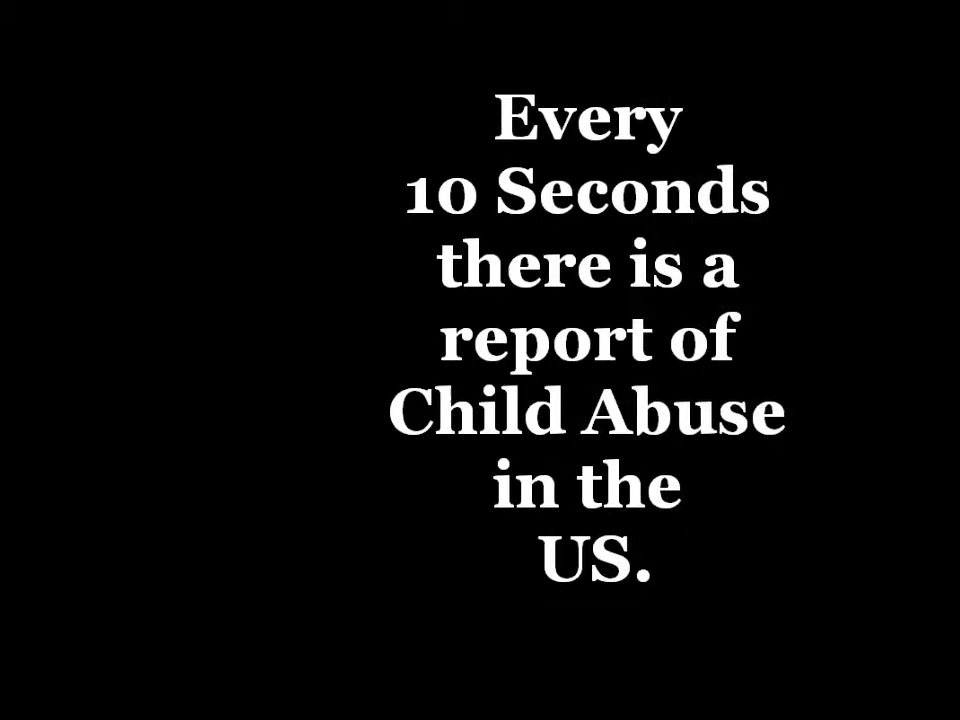 Every
10 Seconds
there is a
report of
Child Abuse
in the
US.